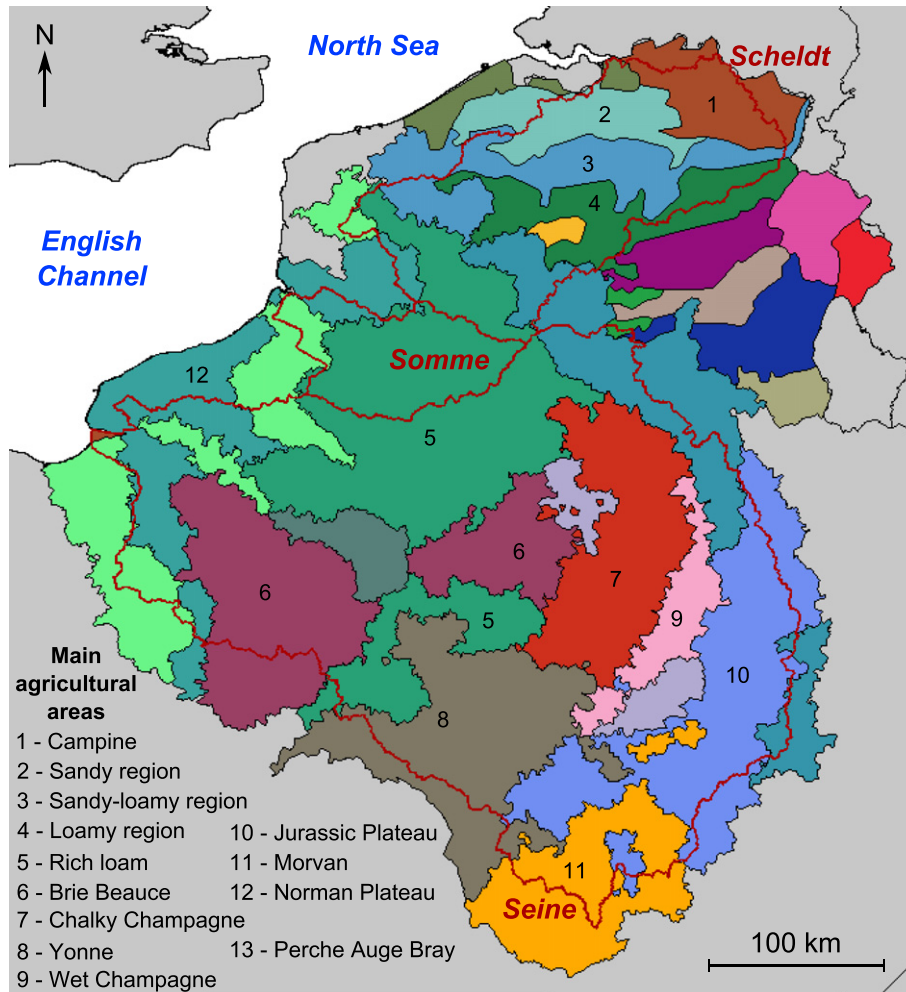 N
North Sea
Scheldt
1
2
3
4
English
Channel
Somme
12
5
6
6
7
5
9
10
8
11
Seine
100 km
Main
agricultural
areas
1 - Campine
2 - Sandy region
3 - Sandy-loamy region
4 - Loamy region
5 - Rich loam
6 - Brie Beauce
7 - Chalky Champagne
8 - Yonne
9 - Wet Champagne
10 - Jurassic Plateau
11 - Morvan
12 - Norman Plateau
13 - Perche Auge Bray